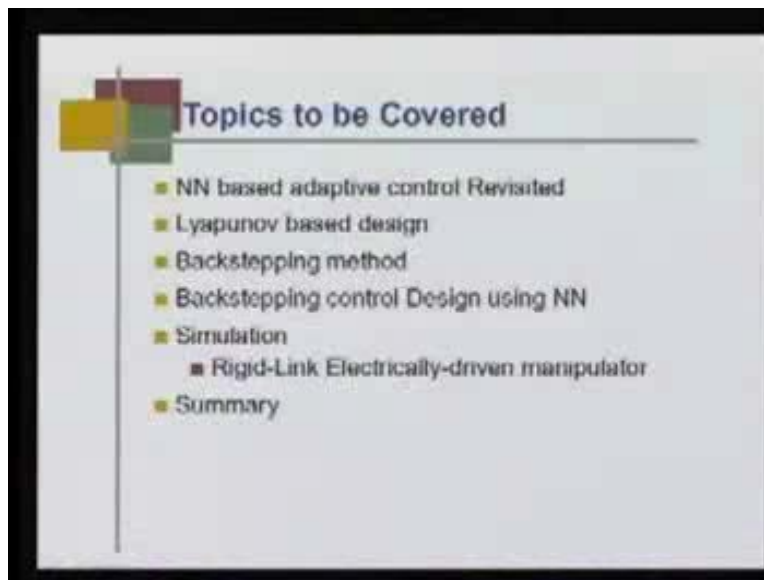 Topics to be Covered
NN based adaptive control Revisited
Lyapunov based design
Backstepping method
Backstepping control Design using NN
Simulation
Rigid-Link Electrically-driven manipulator
Summary